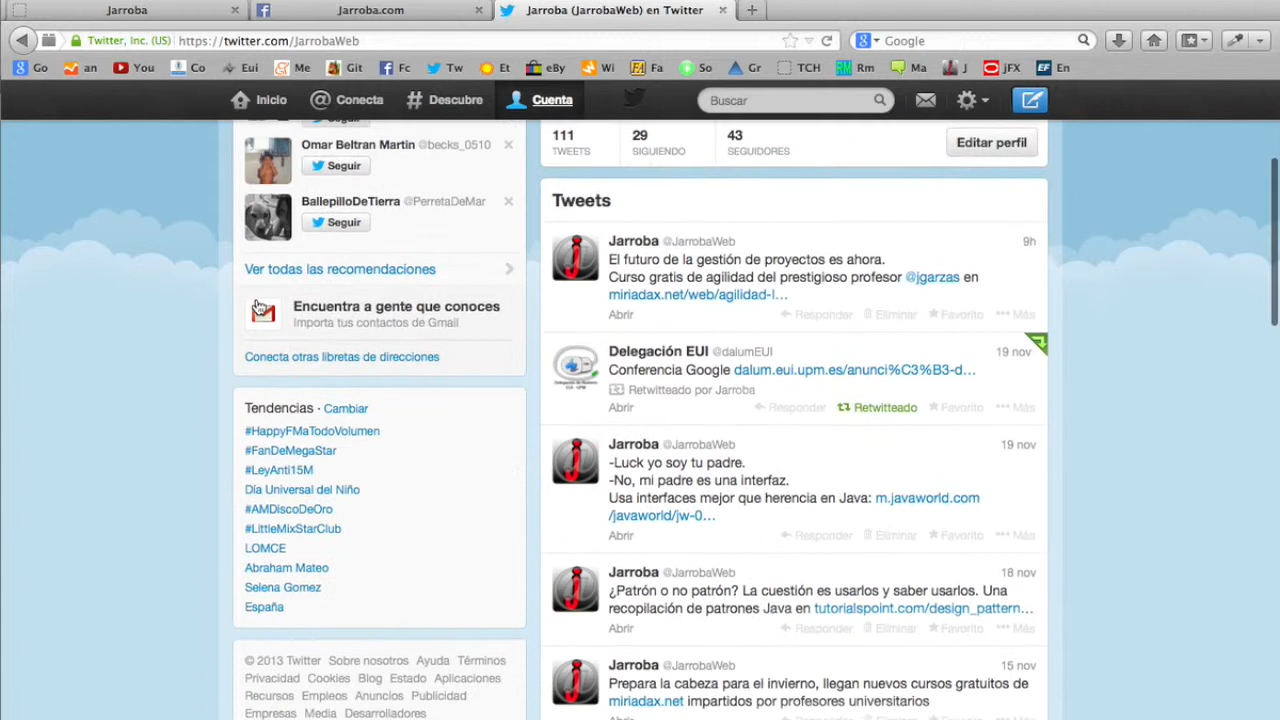 Jarroba
Jarroba.com
Jarroba (JarrobaWeb) en Twitter
Twitter, Inc. (US)
https://twitter.com/JarrobaWeb
Google
Go
an
You
Co
Eui
Me
Git
Fc
Tw
Et
eBy
Wi
Fa
So
Gr
TCH
Rm
Ma
J
jFX
En
Inicio
Conecta
Descubre
Cuenta
Buscar
Seguir
Omar Beltran Martin @becks_0510
Seguir
BallepilloDeTierra @PerretaDeMar
Seguir
Ver todas las recomendaciones
Encuentra a gente que conoces
Importa tus contactos de Gmail
Conecta otras libretas de direcciones
Tendencias · Cambiar
#HappyFMaTodoVolumen
#FanDeMegaStar
#LeyAnti15M
Día Universal del Niño
#AMDiscoDeOro
#LittleMixStarClub
LOMCE
Abraham Mateo
Selena Gomez
España
© 2013 Twitter Sobre nosotros Ayuda Términos
Privacidad Cookies Blog Estado Aplicaciones
Recursos Empleos Anuncios Publicidad
Empresas Media Desarrolladores
111 29 43
TWEETS SIGUIENDO SEGUIDORES
Editar perfil
Tweets
Jarroba @JarrobaWeb 9h
El futuro de la gestión de proyectos es ahora.
Curso gratis de agilidad del prestigioso profesor @jgarzas en
miriadax.net/web/agilidad-l...
Abrir Responder Eliminar Favorito Más
Delegación EUI @dalumEUI 19 nov
Conferencia Google dalum.eui.upm.es/anunci%C3%B3-d...
Retwitteado por Jarroba
Abrir Responder Retwitteado Favorito Más
Jarroba @JarrobaWeb 19 nov
-Luck yo soy tu padre.
-No, mi padre es una interfaz.
Usa interfaces mejor que herencia en Java: m.javaworld.com
/javaworld/jw-0...
Abrir Responder Eliminar Favorito Más
Jarroba @JarrobaWeb 18 nov
¿Patrón o no patrón? La cuestión es usarlos y saber usarlos. Una
recopilación de patrones Java en tutorialspoint.com/design_pattern...
Abrir Responder Eliminar Favorito Más
Jarroba @JarrobaWeb 15 nov
Prepara la cabeza para el invierno, llegan nuevos cursos gratuitos de
miriadax.net impartidos por profesores universitarios